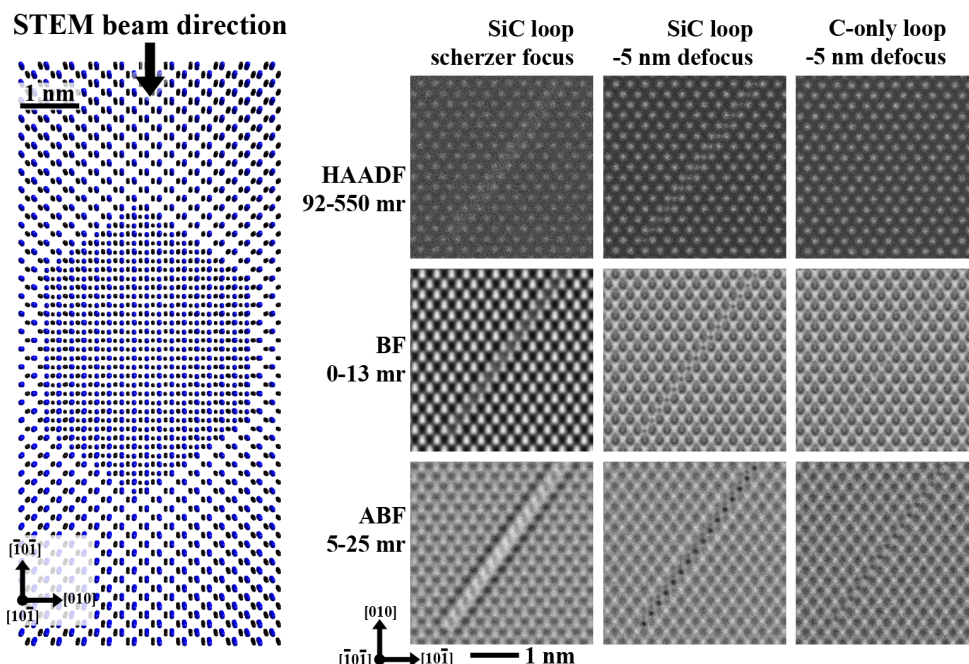 STEM beam direction
1 nm
[1̄01̄]
[010]
[101̄]
SiC loop
scherzer focus
SiC loop
-5 nm defocus
C-only loop
-5 nm defocus
HAADF
92-550 mr
BF
0-13 mr
ABF
5-25 mr
[010]
[1̄01̄]
[101̄]
1 nm